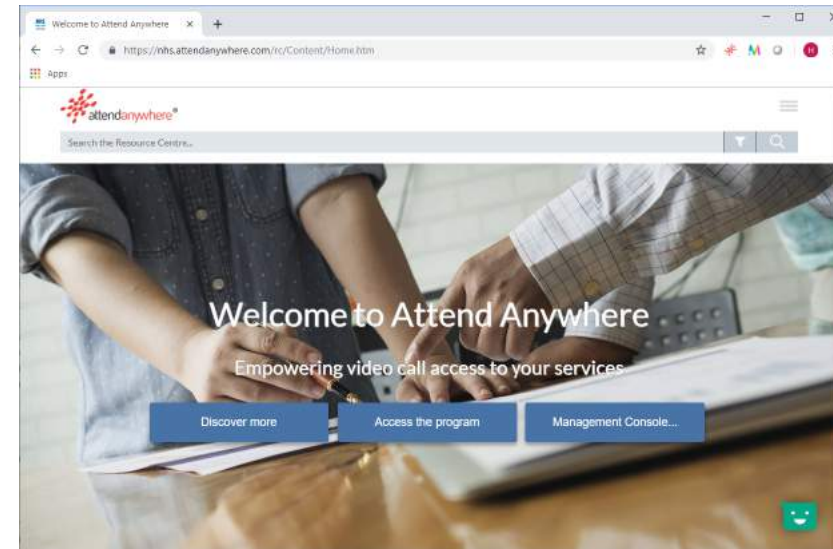 Welcome to Attend Anywhere
https://nhs.attendanywhere.com/rc/Content/Home.htm
Apps
attendanywhere®
Search the Resource Centre...
Welcome to Attend Anywhere
Empowering video call access to your services
Discover more
Access the program
Management Console...